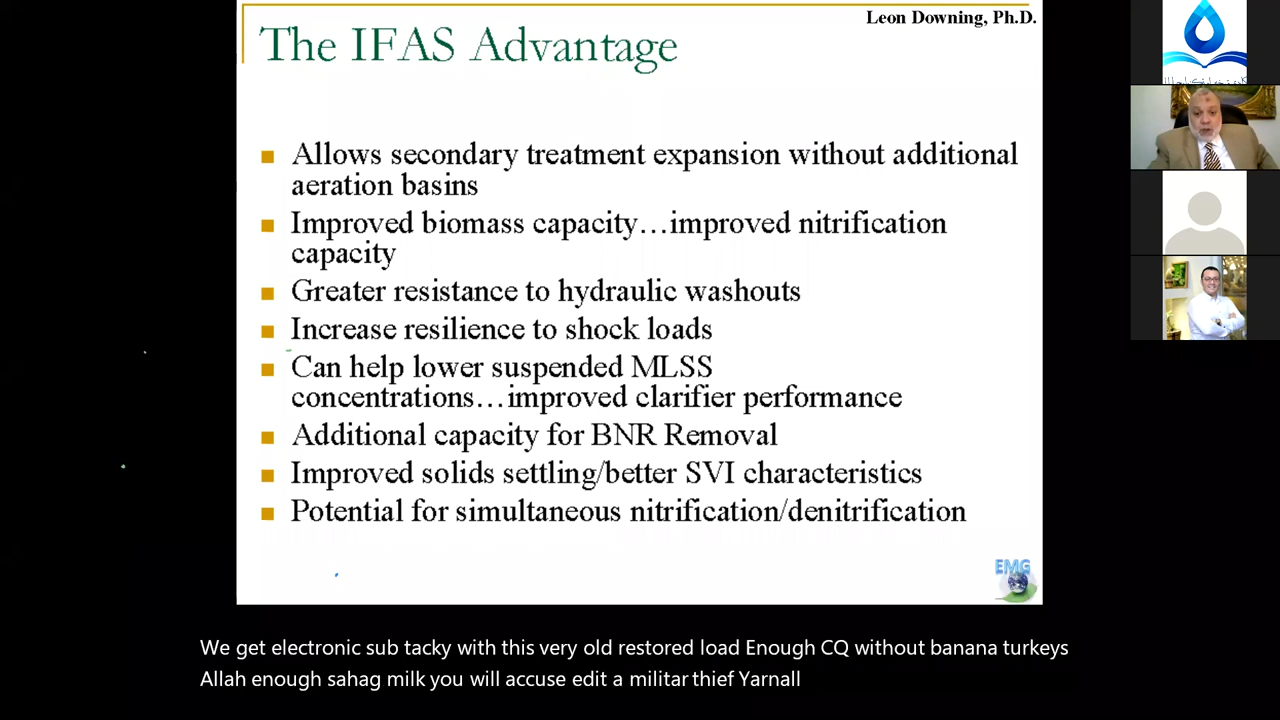 Leon Downing, Ph.D.
The IFAS Advantage
Allows secondary treatment expansion without additional
aeration basins
Improved biomass capacity…improved nitrification
capacity
Greater resistance to hydraulic washouts
Increase resilience to shock loads
Can help lower suspended MLSS
concentrations…improved clarifier performance
Additional capacity for BNR Removal
Improved solids settling/better SVI characteristics
Potential for simultaneous nitrification/denitrification
EMG
We get electronic sub tacky with this very old restored load Enough CQ without banana turkeys
Allah enough sahag milk you will accuse edit a militar thief Yarnall